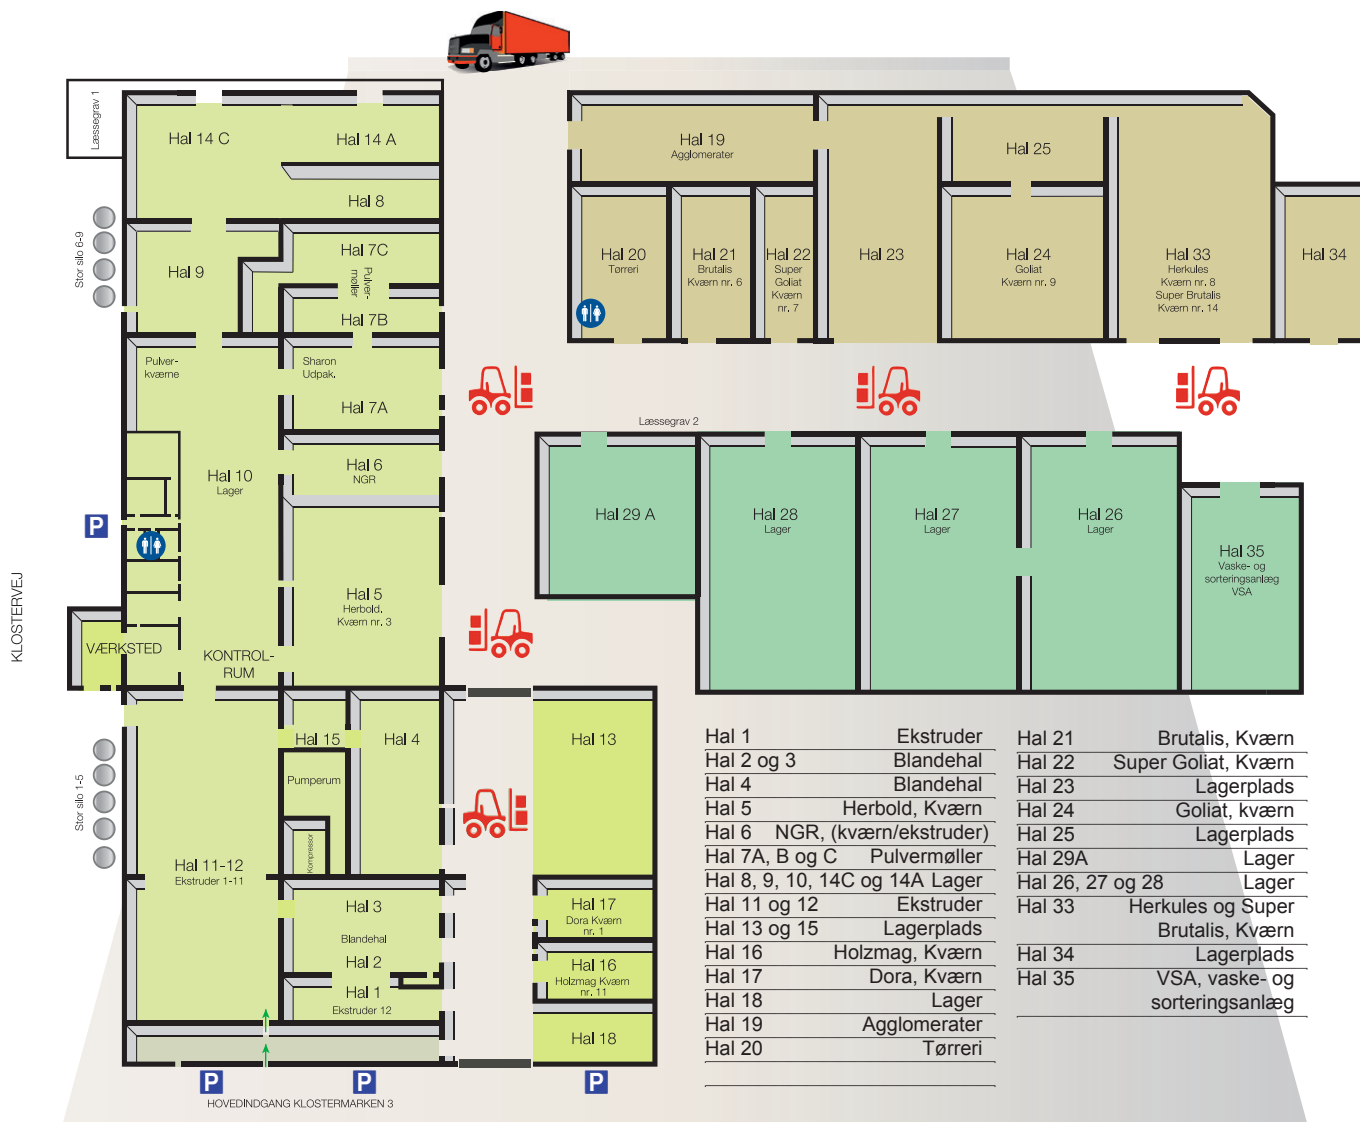 Læssegrav 1
Hal 14 C
Hal 14 A
Hal 8
Stor silo 6-9
Hal 9
Hal 7C
Pulver-
møller
Hal 7B
Pulver-
kværne
Sharon
Udpak.
Hal 7A
Hal 10
Lager
Hal 6
NGR
P
Hal 5
Herbold.
Kværn nr. 3
KLOSTERVEJ
VÆRKSTED
KONTROL-
RUM
Hal 15
Hal 4
Hal 13
Pumperum
Kompressor
Stor silo 1-5
Hal 11-12
Ekstruder 1-11
Hal 3
Blandehal
Hal 2
Hal 1
Ekstruder 12
Hal 17
Dora Kværn
nr. 1
Hal 16
Holzmag Kværn
nr. 11
Hal 18
P
P
P
HOVEDINDGANG KLOSTERMARKEN 3
Hal 19
Agglomerater
Hal 20
Tørreri
Hal 21
Brutalis
Kværn nr. 6
Hal 22
Super
Goliat
Kværn
nr. 7
Hal 23
Hal 25
Hal 24
Goliat
Kværn nr. 9
Hal 33
Herkules
Kværn nr. 8
Super Brutalis
Kværn nr. 14
Hal 34
Læssegrav 2
Hal 29 A
Hal 28
Lager
Hal 27
Lager
Hal 26
Lager
Hal 35
Vaske- og
sorteringsanlæg
VSA
Hal 1 Ekstruder
Hal 2 og 3 Blandehal
Hal 4 Blandehal
Hal 5 Herbold, Kværn
Hal 6 NGR, (kværn/ekstruder)
Hal 7A, B og C Pulvermøller
Hal 8, 9, 10, 14C og 14A Lager
Hal 11 og 12 Ekstruder
Hal 13 og 15 Lagerplads
Hal 16 Holzmag, Kværn
Hal 17 Dora, Kværn
Hal 18 Lager
Hal 19 Agglomerater
Hal 20 Tørreri
Hal 21 Brutalis, Kværn
Hal 22 Super Goliat, Kværn
Hal 23 Lagerplads
Hal 24 Goliat, kværn
Hal 25 Lagerplads
Hal 29A Lager
Hal 26, 27 og 28 Lager
Hal 33 Herkules og Super
Brutalis, Kværn
Hal 34 Lagerplads
Hal 35 VSA, vaske- og
sorteringsanlæg